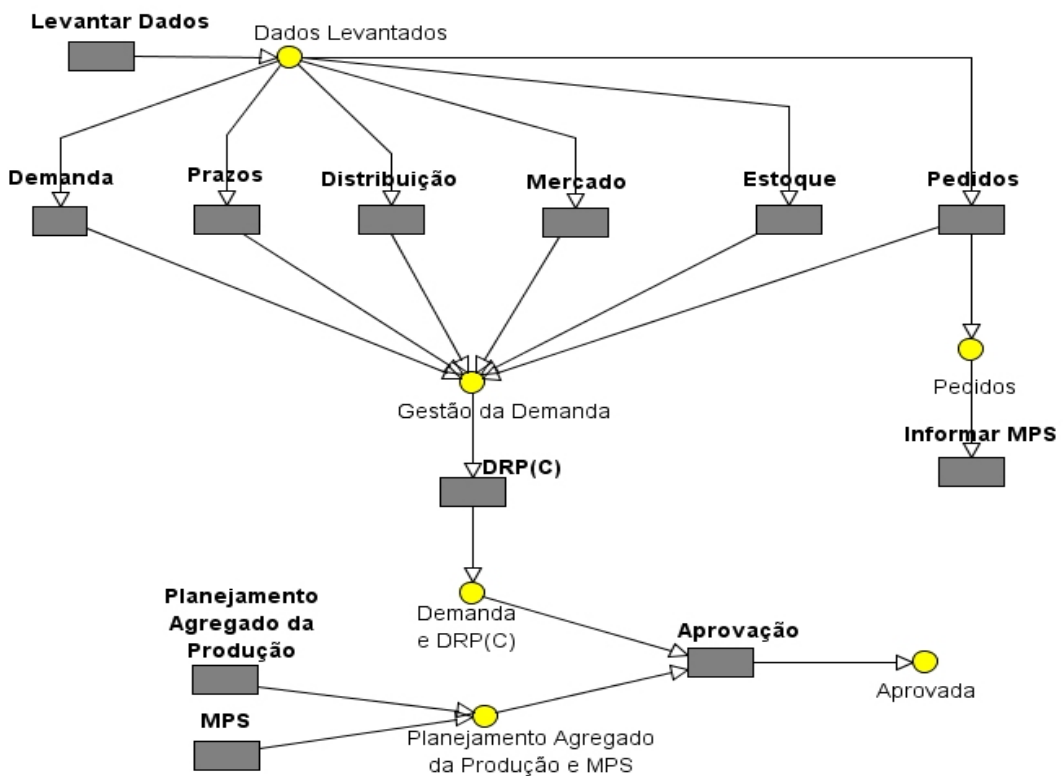 Levantar Dados
Dados Levantados
Demanda
Prazos
Distribuição
Mercado
Estoque
Pedidos
Gestão da Demanda
Pedidos
Informar MPS
DRP(C)
Demanda
e DRP(C)
Planejamento
Agregado da
Produção
Aprovação
Aprovada
MPS
Planejamento Agregado
da Produção e MPS